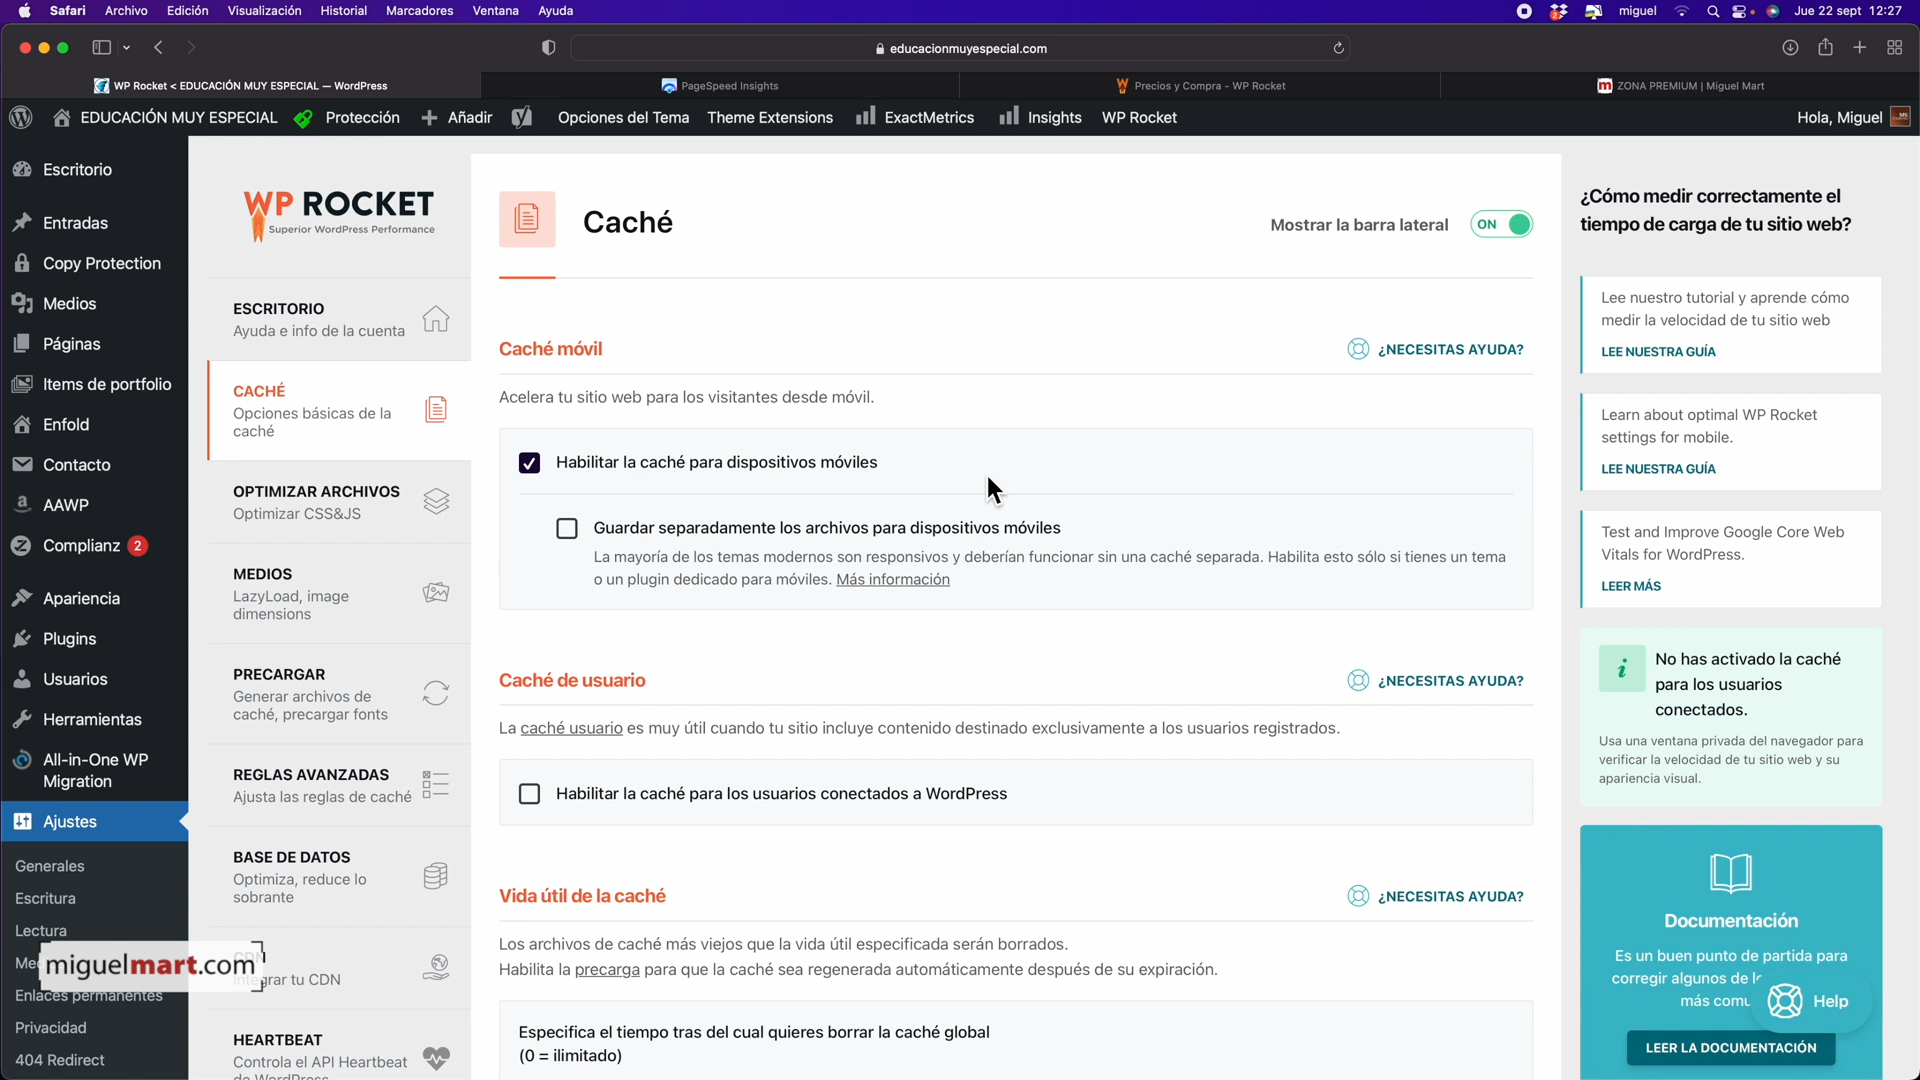 Safari Archivo Edición Visualización Historial Marcadores Ventana Ayuda
miguel Jue 22 sept 12:27
educacionmuyespecial.com
WP Rocket < EDUCACIÓN MUY ESPECIAL — WordPress
PageSpeed Insights
Precios y Compra - WP Rocket
ZONA PREMIUM | Miguel Mart
EDUCACIÓN MUY ESPECIAL Protección Añadir Opciones del Tema Theme Extensions ExactMetrics Insights WP Rocket
Hola, Miguel
Escritorio
Entradas
Copy Protection
Medios
Páginas
Items de portfolio
Enfold
Contacto
AAWP
Complianz 2
Apariencia
Plugins
Usuarios
Herramientas
All-in-One WP
Migration
Ajustes
Generales
Escritura
Lectura
miguelmart.com
Enlaces permanentes
Privacidad
404 Redirect
WP ROCKET
Superior WordPress Performance
ESCRITORIO
Ayuda e info de la cuenta
CACHÉ
Opciones básicas de la
caché
OPTIMIZAR ARCHIVOS
Optimizar CSS&JS
MEDIOS
LazyLoad, image
dimensions
PRECARGAR
Generar archivos de
caché, precargar fonts
REGLAS AVANZADAS
Ajusta las reglas de caché
BASE DE DATOS
Optimiza, reduce lo
sobrante
CDN
Integrar tu CDN
HEARTBEAT
Controla el API Heartbeat
de WordPress
Caché
Mostrar la barra lateral ON
Caché móvil
¿NECESITAS AYUDA?
Acelera tu sitio web para los visitantes desde móvil.
Habilitar la caché para dispositivos móviles
Guardar separadamente los archivos para dispositivos móviles
La mayoría de los temas modernos son responsivos y deberían funcionar sin una caché separada. Habilita esto sólo si tienes un tema
o un plugin dedicado para móviles. Más información
Caché de usuario
¿NECESITAS AYUDA?
La caché usuario es muy útil cuando tu sitio incluye contenido destinado exclusivamente a los usuarios registrados.
Habilitar la caché para los usuarios conectados a WordPress
Vida útil de la caché
¿NECESITAS AYUDA?
Los archivos de caché más viejos que la vida útil especificada serán borrados.
Habilita la precarga para que la caché sea regenerada automáticamente después de su expiración.
Especifica el tiempo tras del cual quieres borrar la caché global
(0 = ilimitado)
¿Cómo medir correctamente el
tiempo de carga de tu sitio web?
Lee nuestro tutorial y aprende cómo
medir la velocidad de tu sitio web
LEE NUESTRA GUÍA
Learn about optimal WP Rocket
settings for mobile.
LEE NUESTRA GUÍA
Test and Improve Google Core Web
Vitals for WordPress.
LEER MÁS
i
No has activado la caché
para los usuarios
conectados.
Usa una ventana privada del navegador para
verificar la velocidad de tu sitio web y su
apariencia visual.
Documentación
Es un buen punto de partida para
corregir algunos de
más
Help
LEER LA DOCUMENTACIÓN